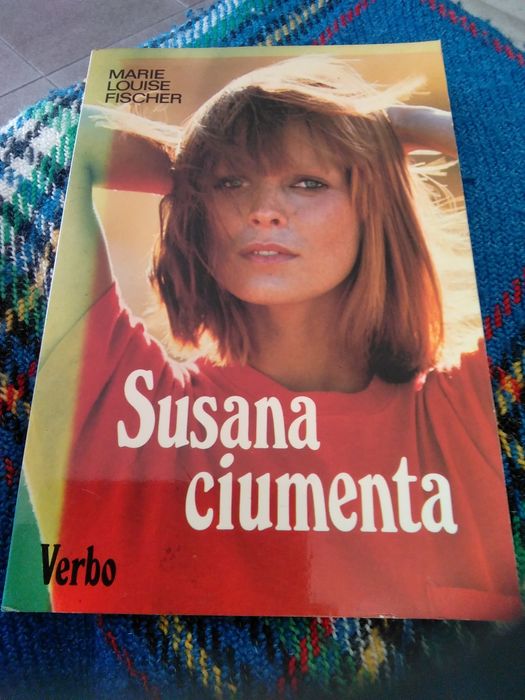 MARIE
LOUISE
FISCHER
Susana
ciumenta
Verbo